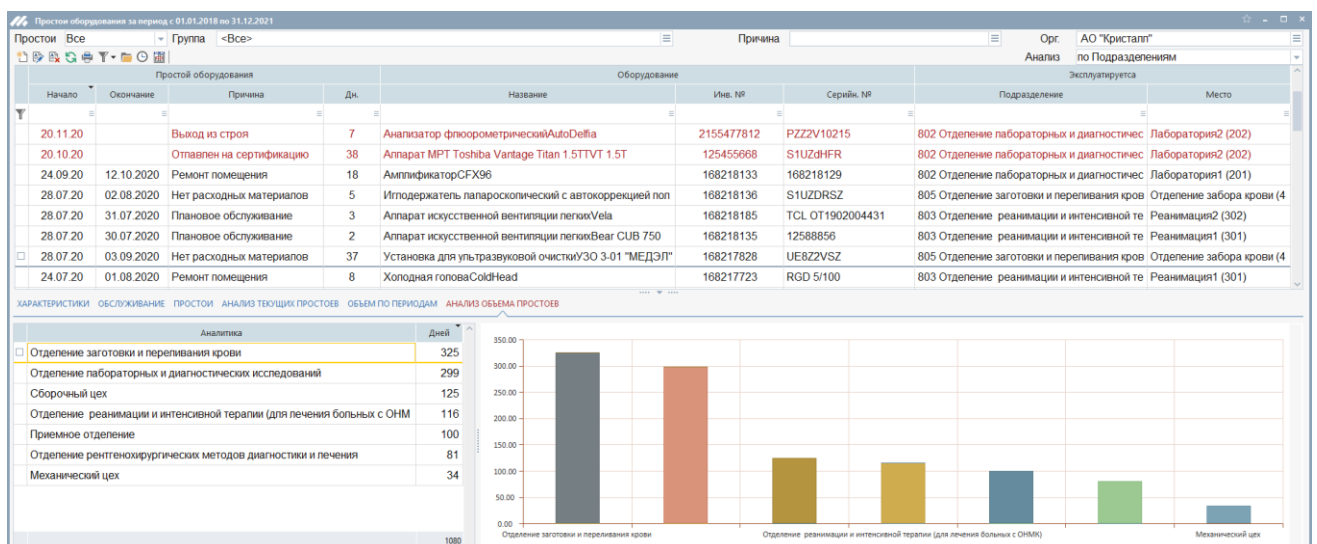 Простои оборудования за период с 01.01.2018 по 31.12.2021
Простои Все Группа <Все> Причина Орг. АО "Кристалл"
Анализ по Подразделениям
Простой оборудования Оборудование Эксплуатируется
Начало Окончание Причина Дн. Название Инв. № Серийн. № Подразделение Место
20.11.20 Выход из строя 7 Анализатор флюорометрическийAutoDelfia 2155477812 PZZ2V10215 802 Отделение лабораторных и диагностичес Лаборатория2 (202)
20.10.20 Отпавлен на сертификацию 38 Аппарат МРТ Toshiba Vantage Titan 1.5TTVT 1.5T 125455668 S1UZdHFR 802 Отделение лабораторных и диагностичес Лаборатория2 (202)
24.09.20 12.10.2020 Ремонт помещения 18 АмплификаторCFX96 168218133 168218129 802 Отделение лабораторных и диагностичес Лаборатория1 (201)
28.07.20 02.08.2020 Нет расходных материалов 5 Иглодержатель лапароскопический с автокоррекцией пол 168218136 S1UZDRSZ 805 Отделение заготовки и переливания кров Отделение забора крови (4
28.07.20 31.07.2020 Плановое обслуживание 3 Аппарат искусственной вентиляции легкихVela 168218185 TCL OT1902004431 803 Отделение реанимации и интенсивной те Реанимация2 (302)
28.07.20 30.07.2020 Плановое обслуживание 2 Аппарат искусственной вентиляции легкихBear CUB 750 168218135 12588856 803 Отделение реанимации и интенсивной те Реанимация1 (301)
28.07.20 03.09.2020 Нет расходных материалов 37 Установка для ультразвуковой очисткиУЗО 3-01 "МЕДЭЛ" 168217828 UE8Z2VSZ 805 Отделение заготовки и переливания кров Отделение забора крови (4
24.07.20 01.08.2020 Ремонт помещения 8 Холодная головаColdHead 168217723 RGD 5/100 803 Отделение реанимации и интенсивной те Реанимация1 (301)
ХАРАКТЕРИСТИКИ ОБСЛУЖИВАНИЕ ПРОСТОИ АНАЛИЗ ТЕКУЩИХ ПРОСТОЕВ ОБЪЕМ ПО ПЕРИОДАМ АНАЛИЗ ОБЪЕМА ПРОСТОЕВ
Аналитика Дней
Отделение заготовки и переливания крови 325
Отделение лабораторных и диагностических исследований 299
Сборочный цех 125
Отделение реанимации и интенсивной терапии (для лечения больных с ОНМ 116
Приемное отделение 100
Отделение рентгенохирургических методов диагностики и лечения 81
Механический цех 34
1080
350.00
300.00
250.00
200.00
150.00
100.00
50.00
0.00
Отделение заготовки и переливания крови Отделение реанимации и интенсивной терапии (для лечения больных с ОНМК) Механический цех